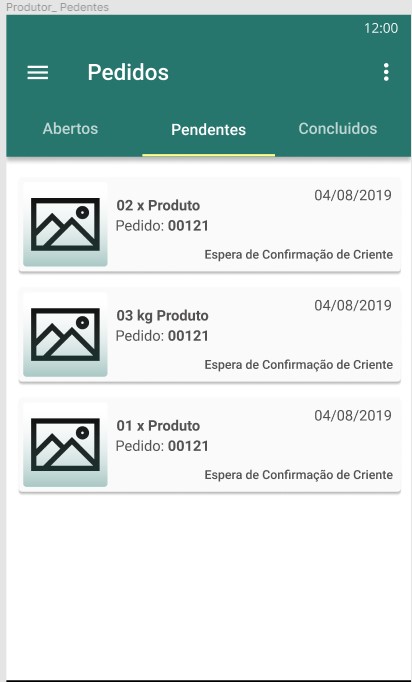 Produtor_ Pedentes
12:00
Pedidos
Abertos Pendentes Concluidos
04/08/2019
02 x Produto
Pedido: 00121
Espera de Confirmação de Criente
04/08/2019
03 kg Produto
Pedido: 00121
Espera de Confirmação de Criente
04/08/2019
01 x Produto
Pedido: 00121
Espera de Confirmação de Criente